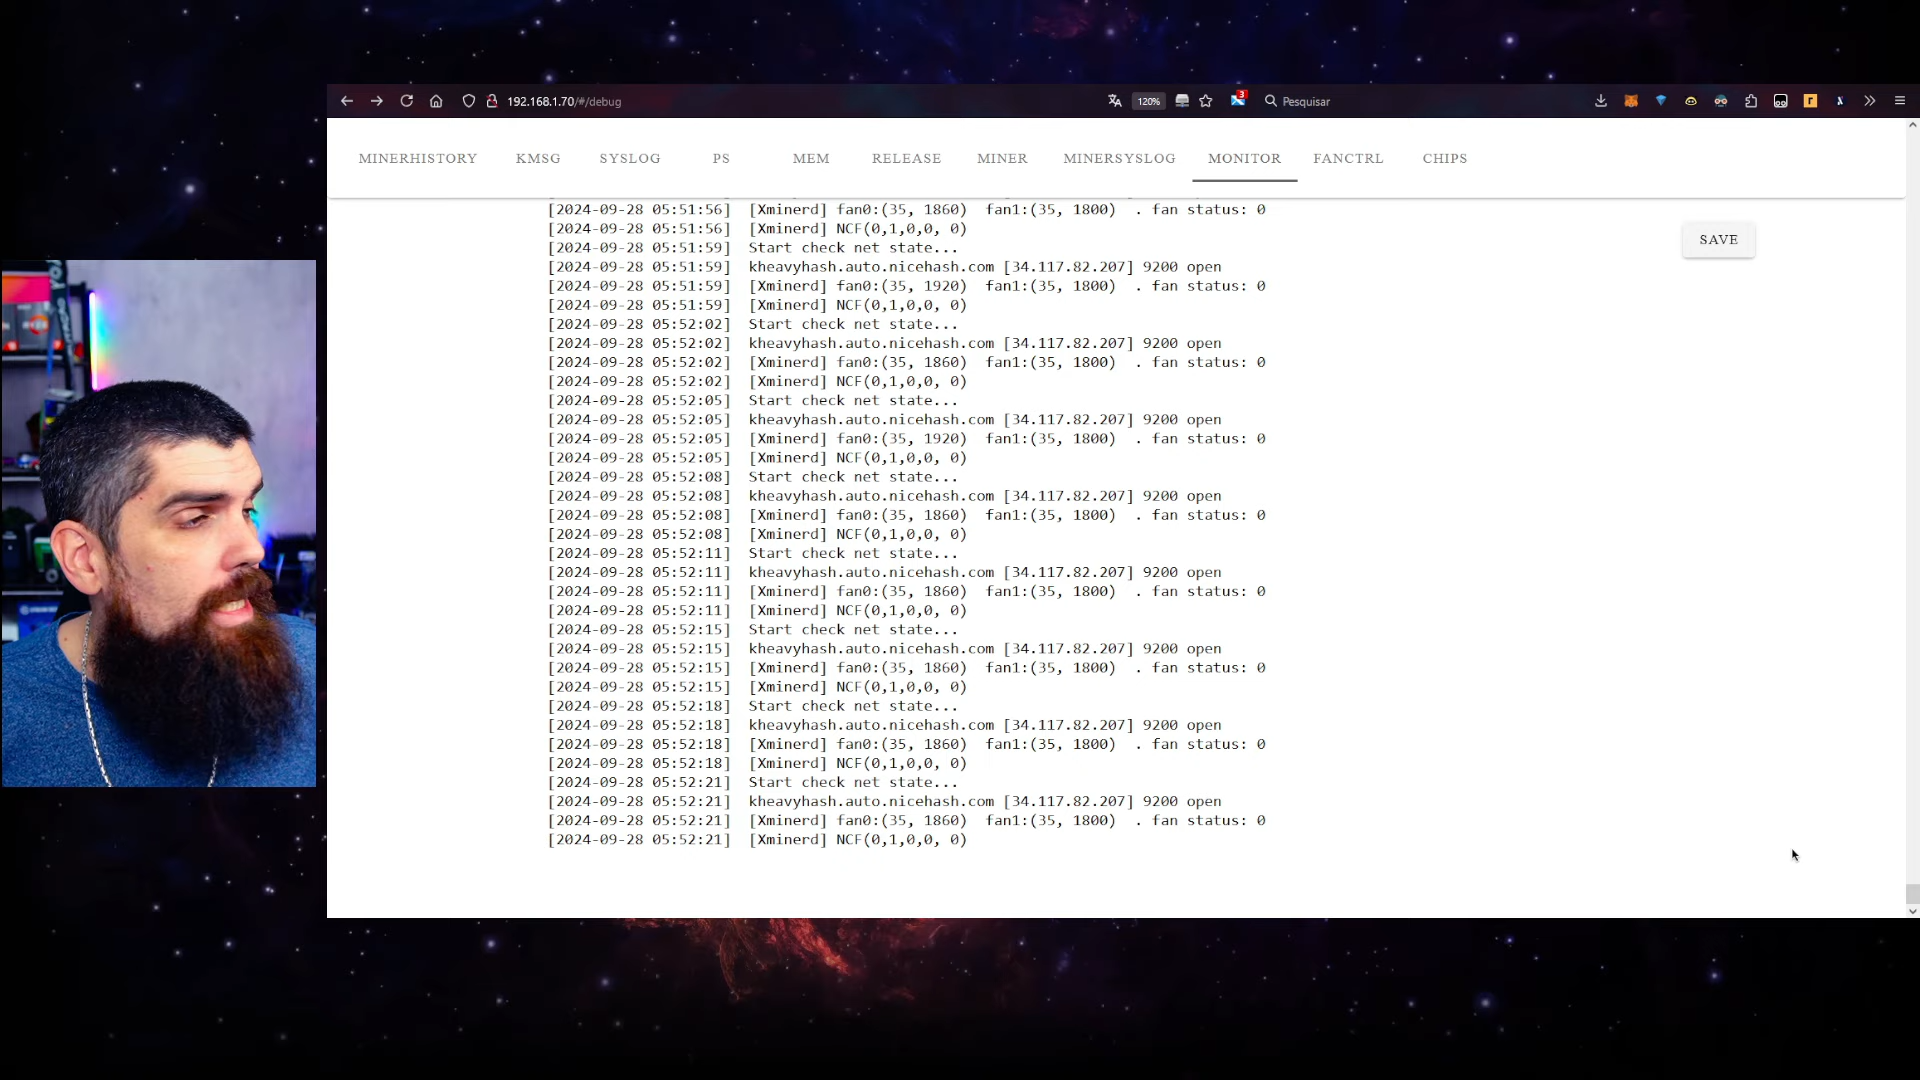 192.168.1.70/#/debug
120%
3
Pesquisar
MINERHISTORY KMSG SYSLOG PS MEM RELEASE MINER MINERSYSLOG MONITOR FANCTRL CHIPS
SAVE
[2024-09-28 05:51:56] [Xminerd] fan0:(35, 1860) fan1:(35, 1800) . fan status: 0
[2024-09-28 05:51:56] [Xminerd] NCF(0,1,0,0, 0)
[2024-09-28 05:51:59] Start check net state...
[2024-09-28 05:51:59] kheavyhash.auto.nicehash.com [34.117.82.207] 9200 open
[2024-09-28 05:51:59] [Xminerd] fan0:(35, 1920) fan1:(35, 1800) . fan status: 0
[2024-09-28 05:51:59] [Xminerd] NCF(0,1,0,0, 0)
[2024-09-28 05:52:02] Start check net state...
[2024-09-28 05:52:02] kheavyhash.auto.nicehash.com [34.117.82.207] 9200 open
[2024-09-28 05:52:02] [Xminerd] fan0:(35, 1860) fan1:(35, 1800) . fan status: 0
[2024-09-28 05:52:02] [Xminerd] NCF(0,1,0,0, 0)
[2024-09-28 05:52:05] Start check net state...
[2024-09-28 05:52:05] kheavyhash.auto.nicehash.com [34.117.82.207] 9200 open
[2024-09-28 05:52:05] [Xminerd] fan0:(35, 1920) fan1:(35, 1800) . fan status: 0
[2024-09-28 05:52:05] [Xminerd] NCF(0,1,0,0, 0)
[2024-09-28 05:52:08] Start check net state...
[2024-09-28 05:52:08] kheavyhash.auto.nicehash.com [34.117.82.207] 9200 open
[2024-09-28 05:52:08] [Xminerd] fan0:(35, 1860) fan1:(35, 1800) . fan status: 0
[2024-09-28 05:52:08] [Xminerd] NCF(0,1,0,0, 0)
[2024-09-28 05:52:11] Start check net state...
[2024-09-28 05:52:11] kheavyhash.auto.nicehash.com [34.117.82.207] 9200 open
[2024-09-28 05:52:11] [Xminerd] fan0:(35, 1860) fan1:(35, 1800) . fan status: 0
[2024-09-28 05:52:11] [Xminerd] NCF(0,1,0,0, 0)
[2024-09-28 05:52:15] Start check net state...
[2024-09-28 05:52:15] kheavyhash.auto.nicehash.com [34.117.82.207] 9200 open
[2024-09-28 05:52:15] [Xminerd] fan0:(35, 1860) fan1:(35, 1800) . fan status: 0
[2024-09-28 05:52:15] [Xminerd] NCF(0,1,0,0, 0)
[2024-09-28 05:52:18] Start check net state...
[2024-09-28 05:52:18] kheavyhash.auto.nicehash.com [34.117.82.207] 9200 open
[2024-09-28 05:52:18] [Xminerd] fan0:(35, 1860) fan1:(35, 1800) . fan status: 0
[2024-09-28 05:52:18] [Xminerd] NCF(0,1,0,0, 0)
[2024-09-28 05:52:21] Start check net state...
[2024-09-28 05:52:21] kheavyhash.auto.nicehash.com [34.117.82.207] 9200 open
[2024-09-28 05:52:21] [Xminerd] fan0:(35, 1860) fan1:(35, 1800) . fan status: 0
[2024-09-28 05:52:21] [Xminerd] NCF(0,1,0,0, 0)